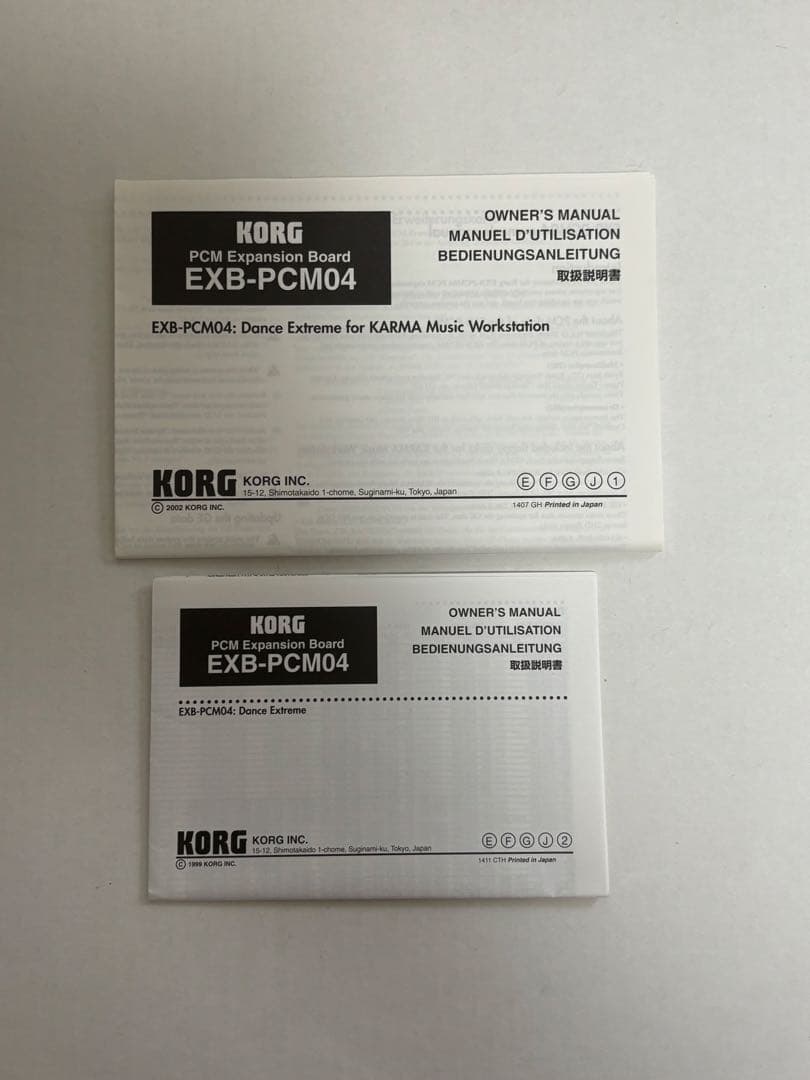 KORG
PCM Expansion Board
EXB-PCM04
OWNER'S MANUAL
MANUEL D'UTILISATION
BEDIENUNGSANLEITUNG
取扱説明書
EXB-PCM04: Dance Extreme for KARMA Music Workstation
KORG KORG INC.
15-12, Shimotakaido 1-chome, Suginami-ku, Tokyo, Japan
E F G J 1
© 2002 KORG INC.
1407 GH Printed in Japan
KORG
PCM Expansion Board
EXB-PCM04
OWNER'S MANUAL
MANUEL D'UTILISATION
BEDIENUNGSANLEITUNG
取扱説明書
EXB-PCM04: Dance Extreme
KORG KORG INC.
15-12, Shimotakaido 1-chome, Suginami-ku, Tokyo, Japan
E F G J 2
© 1999 KORG INC.
1411 CTH Printed in Japan